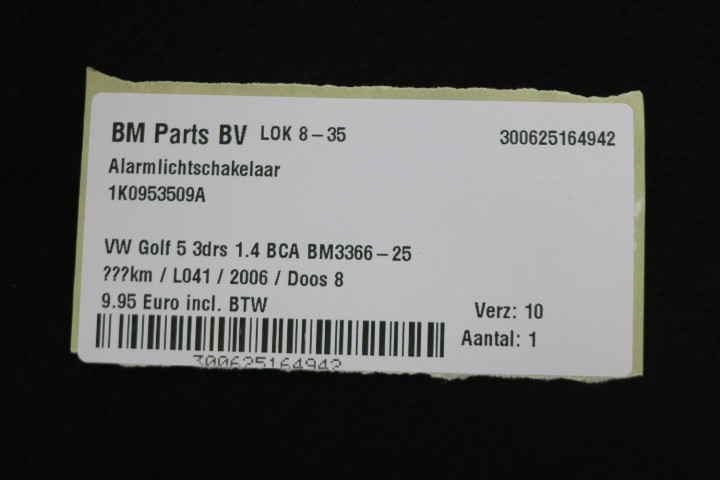 BM Parts BV LOK 8-35 300625164942
Alarmlichtschakelaar
1K0953509A
VW Golf 5 3drs 1.4 BCA BM3366-25
???km / L041 / 2006 / Doos 8
9.95 Euro incl. BTW
Verz: 10
Aantal: 1
300625164942